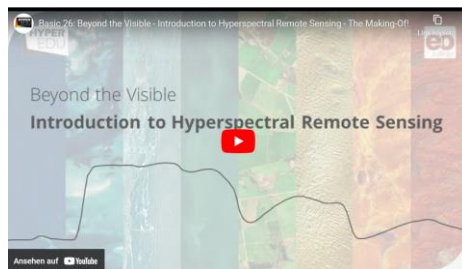 Basic 26: Beyond the Visible - Introduction to Hyperspectral Remote Sensing - The Making-Of!
HYPER
EDU
ed
Beyond the Visible
Introduction to Hyperspectral Remote Sensing
Ansehen auf YouTube